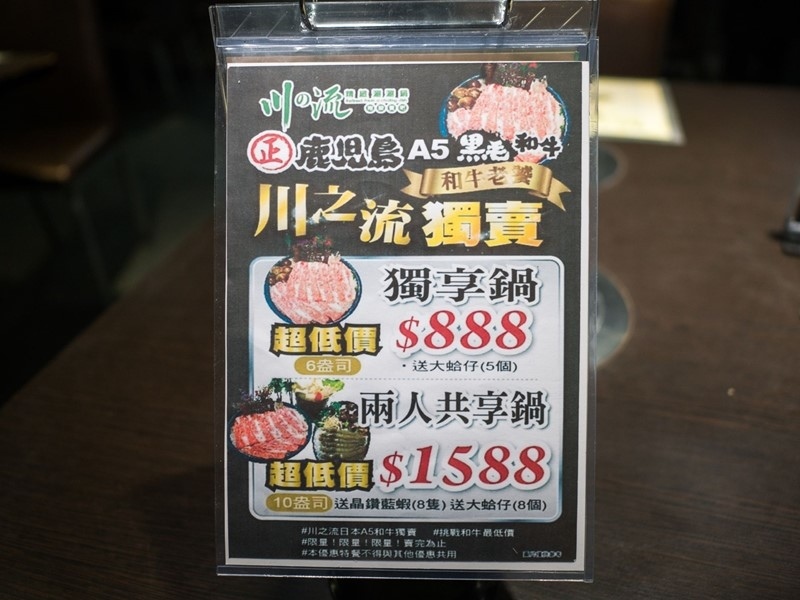 川の流
正 鹿児島 A5 黒毛和牛
和牛老饕
川之流獨賣
獨享鍋
超低價 $888
6盎司 ・送大蛤仔(5個)
兩人共享鍋
超低價 $1588
10盎司 送晶鑽藍蝦(8隻) 送大蛤仔(8個)
#川之流日本A5和牛獨賣 #挑戰和牛最低價
#限量！限量！限量！賣完為止
#本優惠特餐不得與其他優惠共用